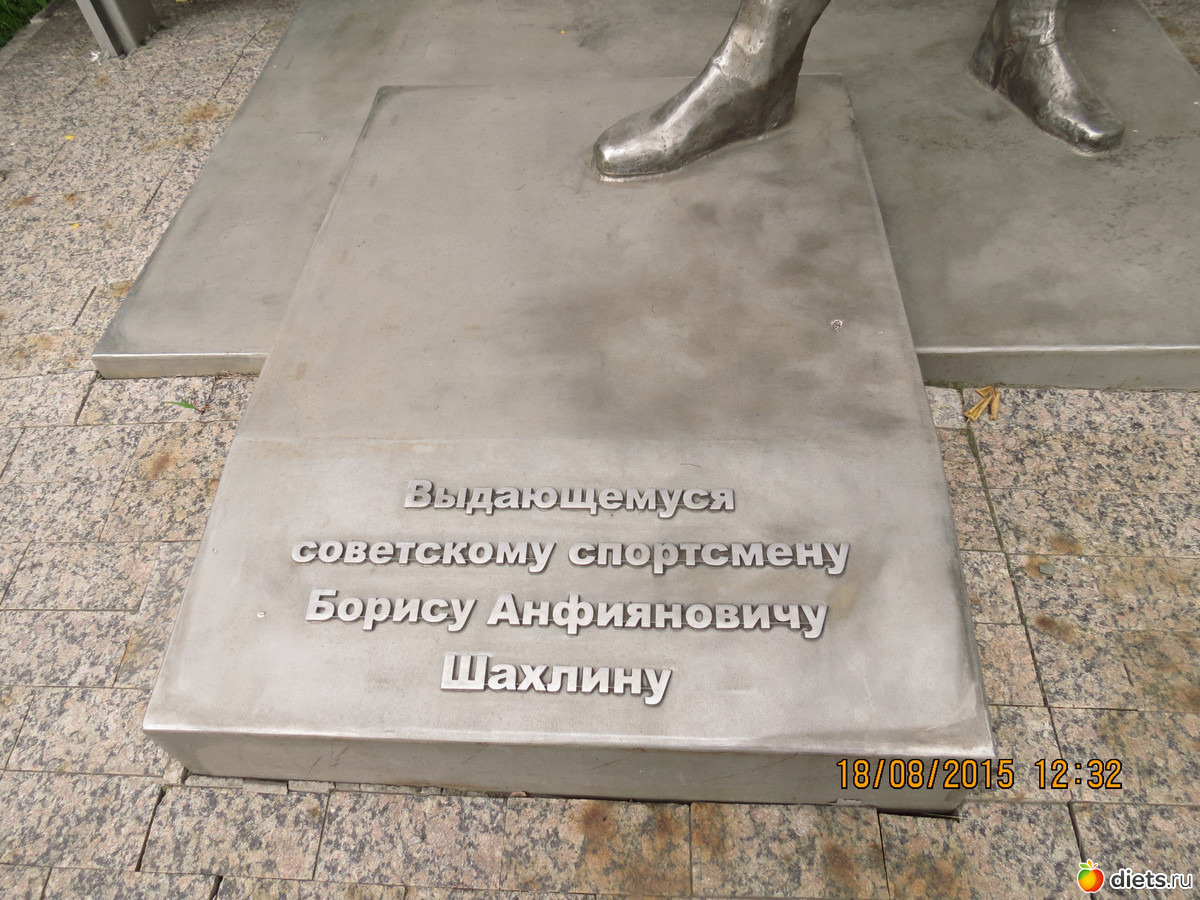 Выдающемуся
советскому спортсмену
Борису Анфияновичу
Шахлину
18/08/2015 12:32
diets.ru